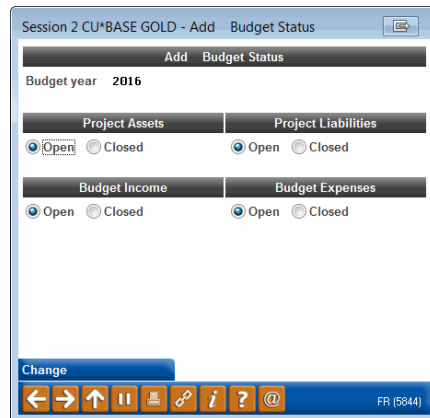 Session 2 CU*BASE GOLD - Add Budget Status
Add Budget Status
Budget year 2016
Project Assets Project Liabilities
Open Closed Open Closed
Budget Income Budget Expenses
Open Closed Open Closed
Change
i ? @ FR (5844)